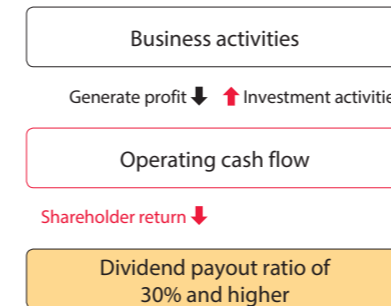 Business activities
Generate profit Investment activitie
Operating cash flow
Shareholder return
Dividend payout ratio of
30% and higher